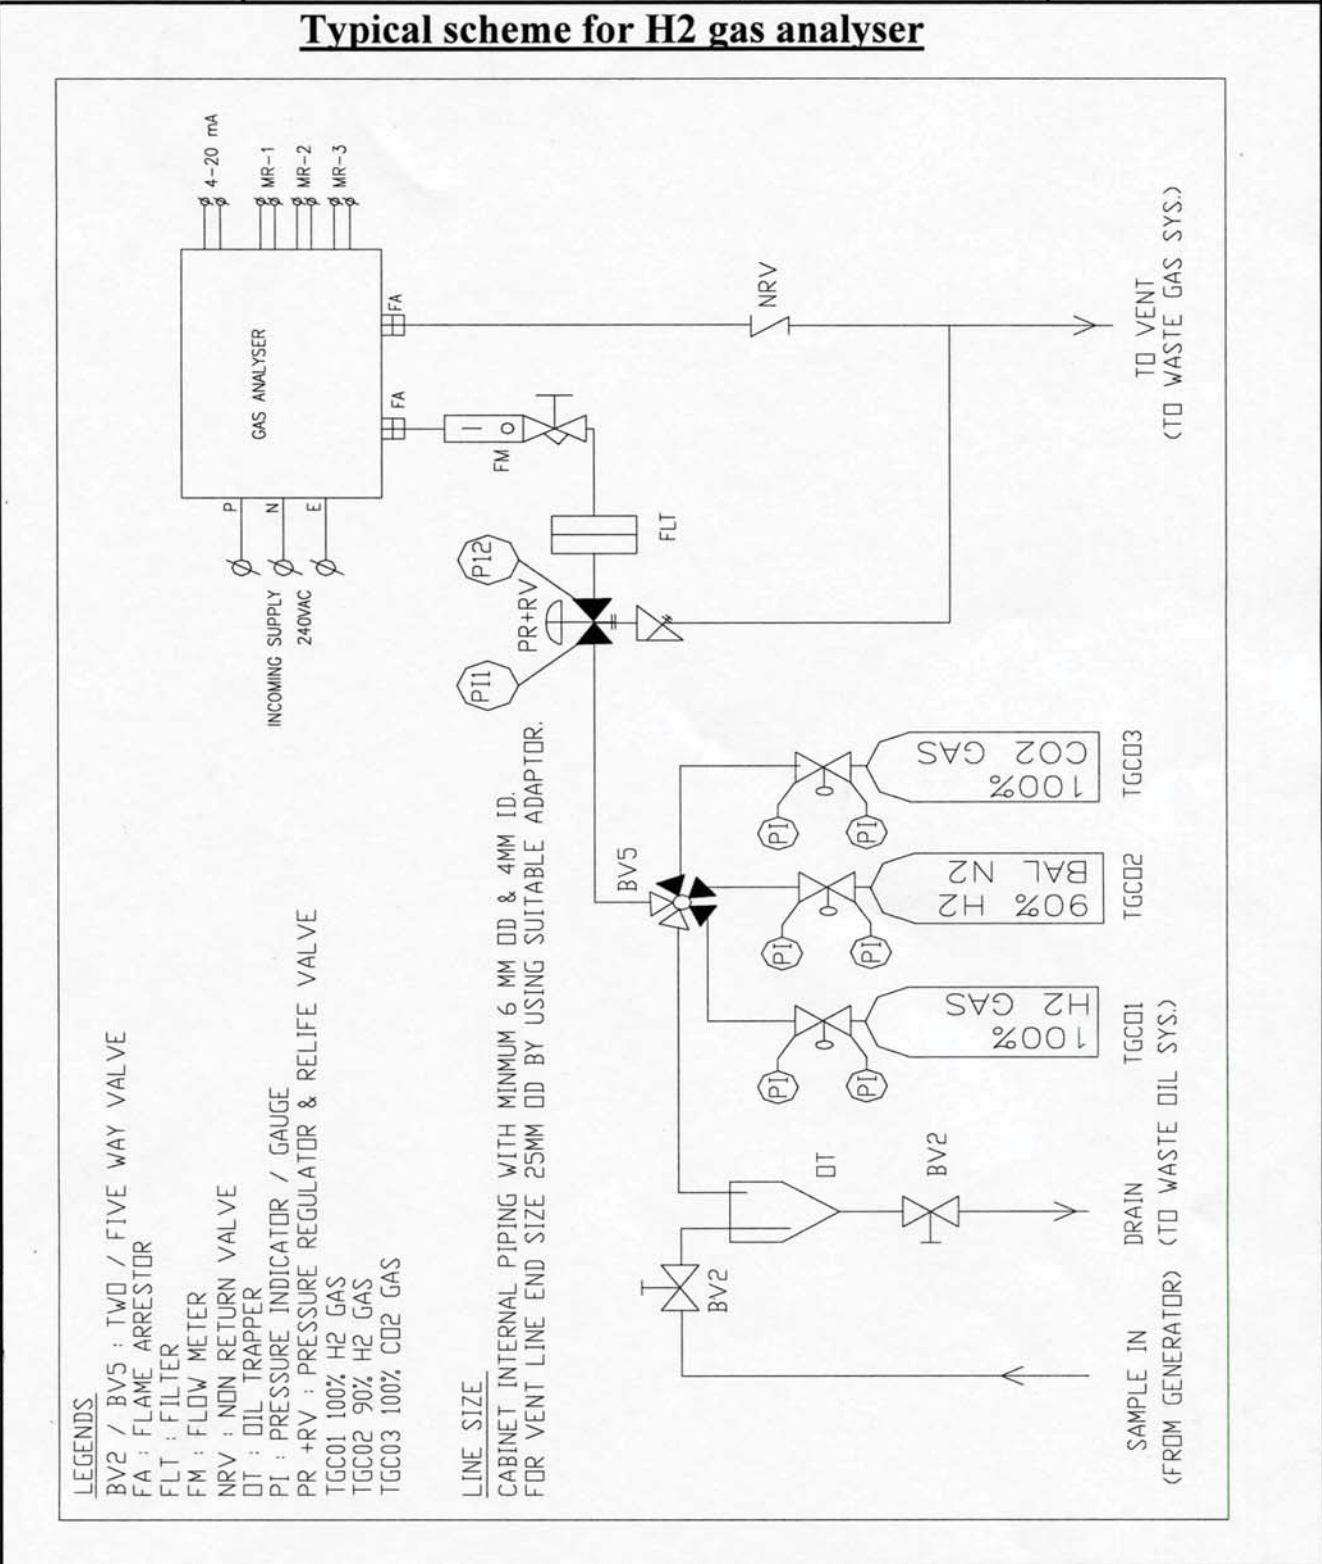 Typical scheme for H2 gas analyser
LEGENDS
BV2 / BV5 : TWO / FIVE WAY VALVE
FA : FLAME ARRESTOR
FLT : FILTER
FM : FLOW METER
NRV : NON RETURN VALVE
OT : OIL TRAPPER
PI : PRESSURE INDICATOR / GAUGE
PR +RV : PRESSURE REGULATOR & RELIFE VALVE
TGC01 100% H2 GAS
TGC02 90% H2 GAS
TGC03 100% CO2 GAS
LINE SIZE
CABINET INTERNAL PIPING WITH MINMUM 6 MM OD & 4MM ID.
FOR VENT LINE END SIZE 25MM OD BY USING SUITABLE ADAPTOR.
4-20 mA
MR-1
MR-2
MR-3
GAS ANALYSER
P
N
E
INCOMING SUPPLY
240VAC
FA
FA
FM
NRV
FLT
PI1
PI2
PR+RV
BV5
PI
PI
100%
H2 GAS
TGC01
PI
PI
90% H2
BAL N2
TGC02
PI
PI
100%
CO2 GAS
TGC03
OT
BV2
BV2
SAMPLE IN
(FROM GENERATOR)
DRAIN
(TO WASTE OIL SYS.)
TO VENT
(TO WASTE GAS SYS.)